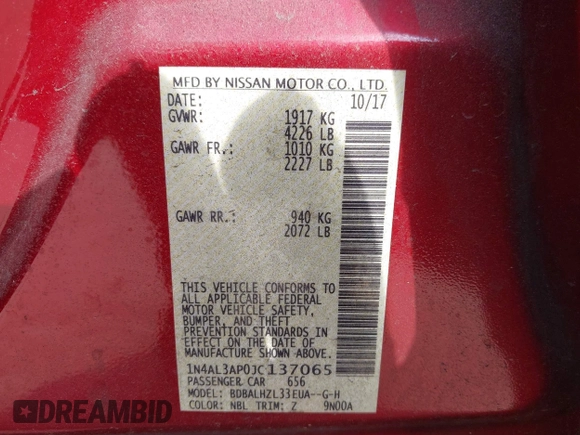 MFD BY NISSAN MOTOR CO., LTD.
DATE: 10/17
GVWR: 1917 KG
4226 LB
GAWR FR.: 1010 KG
2227 LB
GAWR RR.: 940 KG
2072 LB
THIS VEHICLE CONFORMS TO
ALL APPLICABLE FEDERAL
MOTOR VEHICLE SAFETY,
BUMPER, AND THEFT
PREVENTION STANDARDS IN
EFFECT ON THE DATE OF
MANUFACTURE SHOWN ABOVE.
1N4AL3AP0JC137065
PASSENGER CAR 656
MODEL: BDBALHZL33EUA--G-H
COLOR: NBL TRIM: Z 9N00A
© BIDAMERICA
© BIDAMERICA